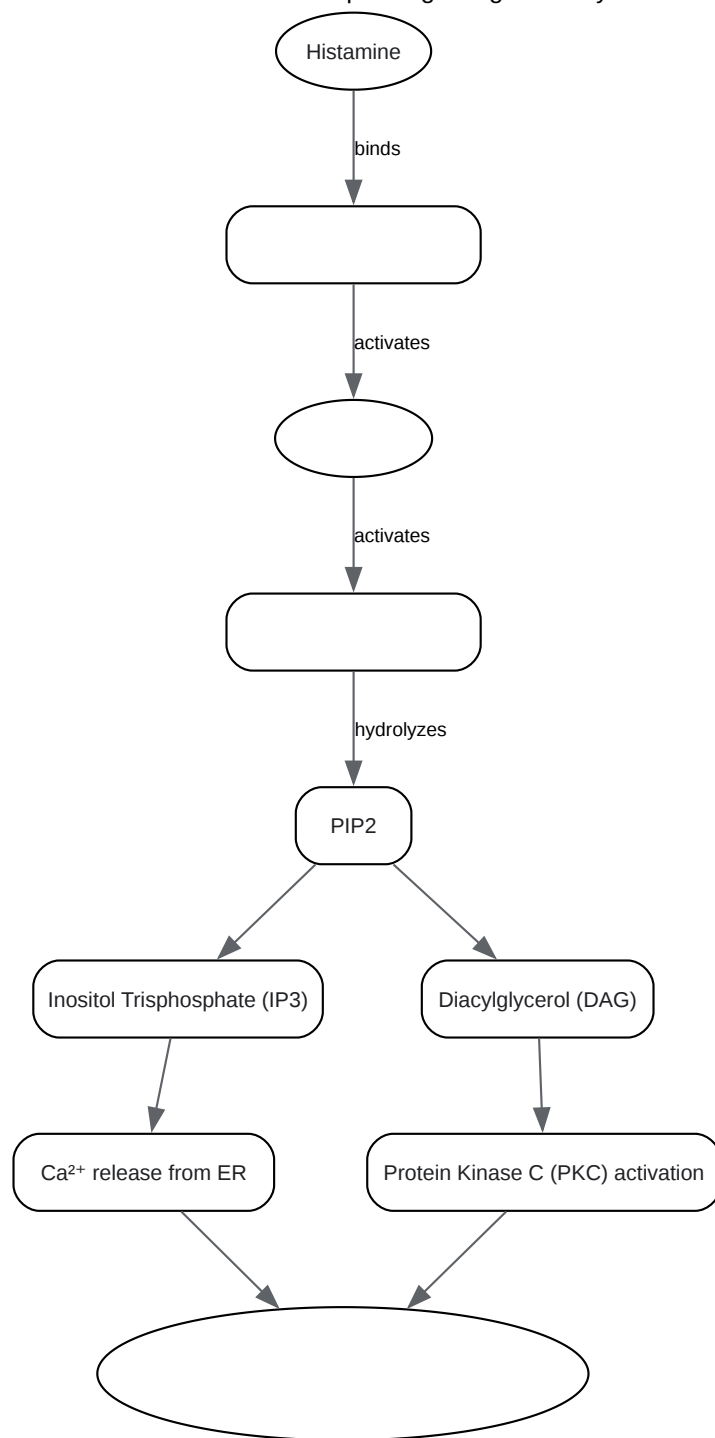 Histamine
binds
activates
activates
hydrolyzes
PIP2
Inositol Trisphosphate (IP3)
Diacylglycerol (DAG)
Ca²⁺ release from ER
Protein Kinase C (PKC) activation